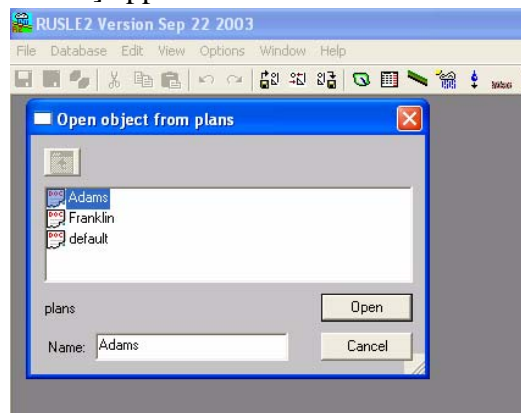 RUSLE2 Version Sep 22 2003
File Database Edit View Options Window Help
Open object from plans
Adams
Franklin
default
plans
Open
Name: Adams
Cancel